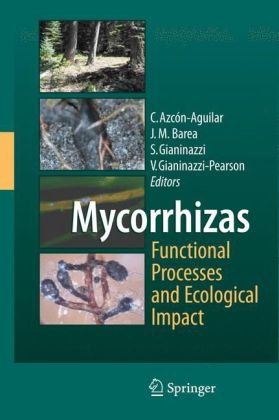 C. Azcón-Aguilar
J. M. Barea
S. Gianinazzi
V. Gianinazzi-Pearson
Editors
Mycorrhizas
Functional
Processes
and Ecological
Impact
Springer